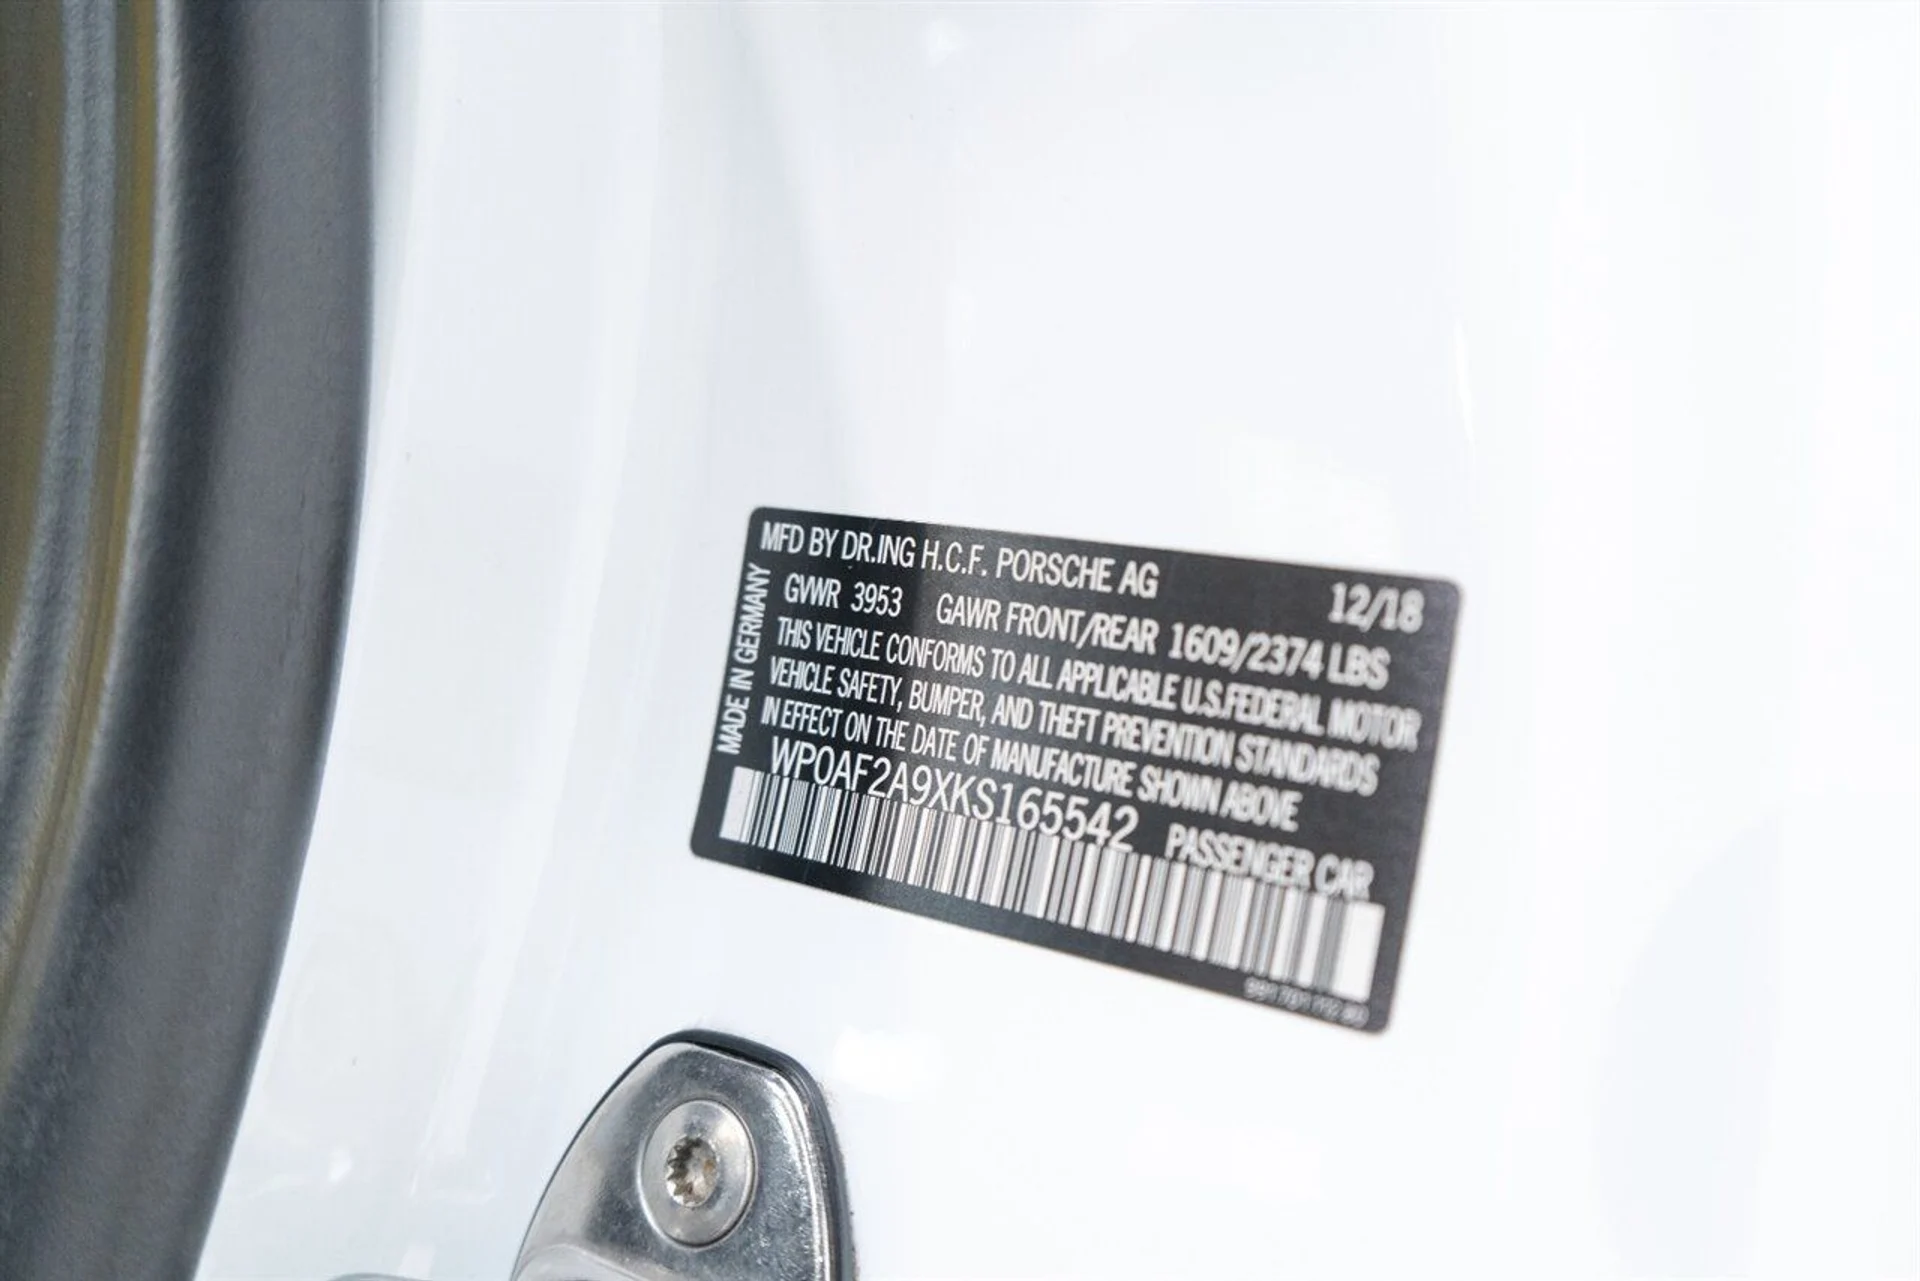 MFD BY DR.ING H.C.F. PORSCHE AG 12/18
GVWR 3953 GAWR FRONT/REAR 1609/2374 LBS
THIS VEHICLE CONFORMS TO ALL APPLICABLE U.S.FEDERAL MOTOR
VEHICLE SAFETY, BUMPER, AND THEFT PREVENTION STANDARDS
IN EFFECT ON THE DATE OF MANUFACTURE SHOWN ABOVE
WP0AF2A9XKS165542 PASSENGER CAR
MADE IN GERMANY